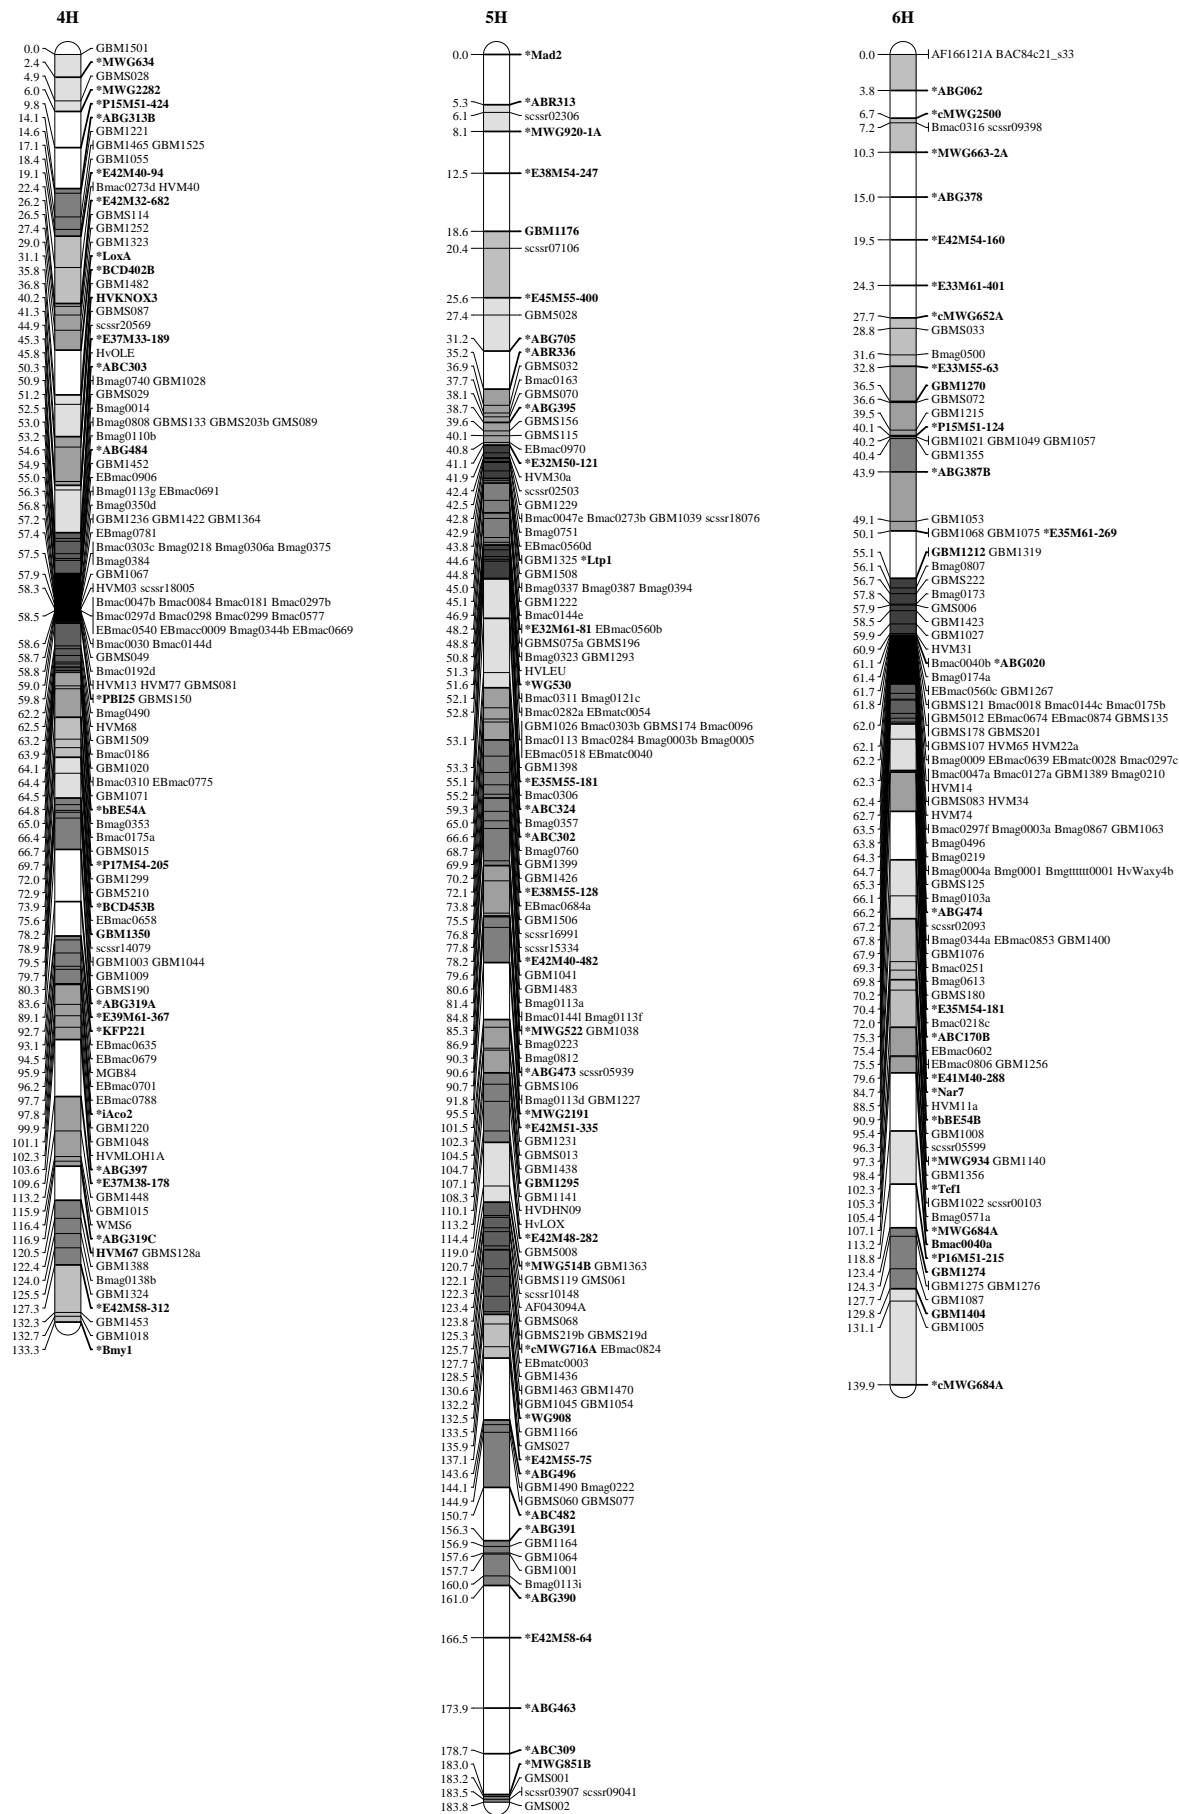 4H
0.0 GBM1501
2.4 *MWG634
4.9 GBMS028
6.0 *MWG2282
9.8 *P15M51-424
14.1 *ABG313B
14.6 GBM1221
17.1 GBM1465 GBM1525
18.4 GBM1055
19.1 *E42M40-94
22.4 Bmac0273d HVM40
26.2 *E42M32-682
26.5 GBMS114
27.4 GBM1252
29.0 GBM1323
31.1 *LoxA
35.8 *BCD402B
36.8 GBM1482
40.2 HVKNOX3
41.3 GBMS087
44.9 scssr20569
45.3 *E37M33-189
45.8 HvOLE
50.3 *ABC303
50.9 Bmag0740 GBM1028
51.2 GBMS029
52.5 Bmag0014
53.0 Bmag0808 GBMS133 GBMS203b GMS089
53.2 Bmag0110b
54.6 *ABG484
54.9 GBM1452
55.0 EBmac0906
56.3 Bmag0113g EBmac0691
56.8 Bmag0350d
57.2 GBM1236 GBM1422 GBM1364
57.4 EBmag0781
57.5 Bmac0303c Bmag0218 Bmag0306a Bmag0375
Bmag0384
57.9 GBM1067
58.3 HVM03 scssr18005
Bmac0047b Bmac0084 Bmac0181 Bmac0297b
58.5 Bmac0297d Bmac0298 Bmac0299 Bmac0577
EBmac0540 EBmacc0009 Bmag0344b EBmac0669
58.6 Bmac0030 Bmac0144d
58.7 GBMS049
58.8 Bmac0192d
59.0 HVM13 HVM77 GBMS081
59.8 *PBI25 GBMS150
62.2 Bmag0490
62.5 HVM68
63.2 GBM1509
63.9 Bmac0186
64.1 GBM1020
64.4 Bmac0310 EBmac0775
64.5 GBM1071
64.8 *bBE54A
65.0 Bmag0353
66.4 Bmac0175a
66.7 GBMS015
69.7 *P17M54-205
72.0 GBM1299
72.9 GBM5210
73.9 *BCD453B
75.6 EBmac0658
78.2 GBM1350
78.9 scssr14079
79.5 GBM1003 GBM1044
79.7 GBM1009
80.3 GBMS190
83.6 *ABG319A
89.1 *E39M61-367
92.7 *KFP221
93.1 EBmac0635
94.5 EBmac0679
95.9 MGB84
96.2 EBmac0701
97.7 EBmac0788
97.8 *iAco2
99.9 GBM1220
101.1 GBM1048
102.3 HVMLOH1A
103.6 *ABG397
109.6 *E37M38-178
113.2 GBM1448
115.9 GBM1015
116.4 WMS6
116.9 *ABG319C
120.5 HVM67 GBMS128a
122.4 GBM1388
124.0 Bmag0138b
125.5 GBM1324
127.3 *E42M58-312
132.3 GBM1453
132.7 GBM1018
133.3 *Bmy1
5H
0.0 *Mad2
5.3 *ABR313
6.1 scssr02306
8.1 *MWG920-1A
12.5 *E38M54-247
18.6 GBM1176
20.4 scssr07106
25.6 *E45M55-400
27.4 GBM5028
31.2 *ABG705
35.2 *ABR336
36.9 GBMS032
37.7 Bmac0163
38.1 GBMS070
38.7 *ABG395
39.6 GBMS156
40.1 GBMS115
40.8 EBmac0970
41.1 *E32M50-121
41.9 HVM30a
42.4 scssr02503
42.5 GBM1229
42.8 Bmac0047e Bmac0273b GBM1039 scssr18076
42.9 Bmag0751
43.8 EBmac0560d
44.6 GBM1325 *Ltp1
44.8 GBM1508
45.0 Bmag0337 Bmag0387 Bmag0394
45.1 GBM1222
46.9 Bmac0144e
48.2 *E32M61-81 EBmac0560b
48.8 GBMS075a GBMS196
50.8 Bmag0323 GBM1293
51.3 HVLEU
51.6 *WG530
52.1 Bmac0311 Bmag0121c
52.8 Bmac0282a EBmatc0054
GBM1026 Bmac0303b GBMS174 Bmac0096
53.1 Bmac0113 Bmac0284 Bmag0003b Bmag0005
EBmac0518 EBmatc0040
53.3 GBM1398
55.1 *E35M55-181
55.2 Bmac0306
59.3 *ABC324
65.0 Bmag0357
66.6 *ABC302
68.7 Bmag0760
69.9 GBM1399
70.2 GBM1426
72.1 *E38M55-128
73.8 EBmac0684a
75.5 GBM1506
76.8 scssr16991
77.8 scssr15334
78.2 *E42M40-482
79.6 GBM1041
80.6 GBM1483
81.4 Bmag0113a
84.8 Bmac0144l Bmag0113f
85.3 *MWG522 GBM1038
86.9 Bmag0223
90.3 Bmag0812
90.6 *ABG473 scssr05939
90.7 GBMS106
91.8 Bmag0113d GBM1227
95.5 *MWG2191
101.5 *E42M51-335
102.3 GBM1231
104.5 GBMS013
104.7 GBM1438
107.1 GBM1295
108.3 GBM1141
110.1 HVDHN09
113.2 HvLOX
114.4 *E42M48-282
119.0 GBM5008
120.7 *MWG514B GBM1363
122.1 GBMS119 GMS061
122.3 scssr10148
123.4 AF043094A
123.8 GBMS068
125.3 GBMS219b GBMS219d
125.7 *cMWG716A EBmac0824
127.7 EBmatc0003
128.5 GBM1436
130.6 GBM1463 GBM1470
132.2 GBM1045 GBM1054
132.5 *WG908
133.5 GBM1166
135.9 GMS027
137.1 *E42M55-75
143.6 *ABG496
144.1 GBM1490 Bmag0222
144.9 GBMS060 GBMS077
150.7 *ABC482
156.3 *ABG391
156.9 GBM1164
157.6 GBM1064
157.7 GBM1001
160.0 Bmag0113i
161.0 *ABG390
166.5 *E42M58-64
173.9 *ABG463
178.7 *ABC309
183.0 *MWG851B
183.2 GMS001
183.5 scssr03907 scssr09041
183.8 GMS002
6H
0.0 AF166121A BAC84c21_s33
3.8 *ABG062
6.7 *cMWG2500
7.2 Bmac0316 scssr09398
10.3 *MWG663-2A
15.0 *ABG378
19.5 *E42M54-160
24.3 *E33M61-401
27.7 *cMWG652A
28.8 GBMS033
31.6 Bmag0500
32.8 *E33M55-63
36.5 GBM1270
36.6 GBMS072
39.5 GBM1215
40.1 *P15M51-124
40.2 GBM1021 GBM1049 GBM1057
40.4 GBM1355
43.9 *ABG387B
49.1 GBM1053
50.1 GBM1068 GBM1075 *E35M61-269
55.1 GBM1212 GBM1319
56.1 Bmag0807
56.7 GBMS222
57.8 Bmag0173
57.9 GMS006
58.5 GBM1423
59.9 GBM1027
60.9 HVM31
61.1 Bmac0040b *ABG020
61.4 Bmag0174a
61.7 EBmac0560c GBM1267
61.8 GBMS121 Bmac0018 Bmac0144c Bmac0175b
62.0 GBM5012 EBmac0674 EBmac0874 GBMS135
GBMS178 GBMS201
62.1 GBMS107 HVM65 HVM22a
62.2 Bmag0009 EBmac0639 EBmatc0028 Bmac0297c
62.3 Bmac0047a Bmac0127a GBM1389 Bmag0210
HVM14
62.4 GBMS083 HVM34
62.7 HVM74
63.5 Bmac0297f Bmag0003a Bmag0867 GBM1063
63.8 Bmag0496
64.3 Bmag0219
64.7 Bmag0004a Bmg0001 Bmgtttttt0001 HvWaxy4b
65.3 GBMS125
66.1 Bmag0103a
66.2 *ABG474
67.2 scssr02093
67.8 Bmag0344a EBmac0853 GBM1400
67.9 GBM1076
69.3 Bmac0251
69.8 Bmag0613
70.2 GBMS180
70.4 *E35M54-181
72.0 Bmac0218c
75.3 *ABC170B
75.4 EBmac0602
75.5 EBmac0806 GBM1256
79.6 *E41M40-288
84.7 *Nar7
88.5 HVM11a
90.9 *bBE54B
95.4 GBM1008
96.3 scssr05599
97.3 *MWG934 GBM1140
98.4 GBM1356
102.3 *Tef1
105.3 GBM1022 scssr00103
105.4 Bmag0571a
107.1 *MWG684A
113.2 Bmac0040a
118.8 *P16M51-215
123.4 GBM1274
124.3 GBM1275 GBM1276
127.7 GBM1087
129.8 GBM1404
131.1 GBM1005
139.9 *cMWG684A